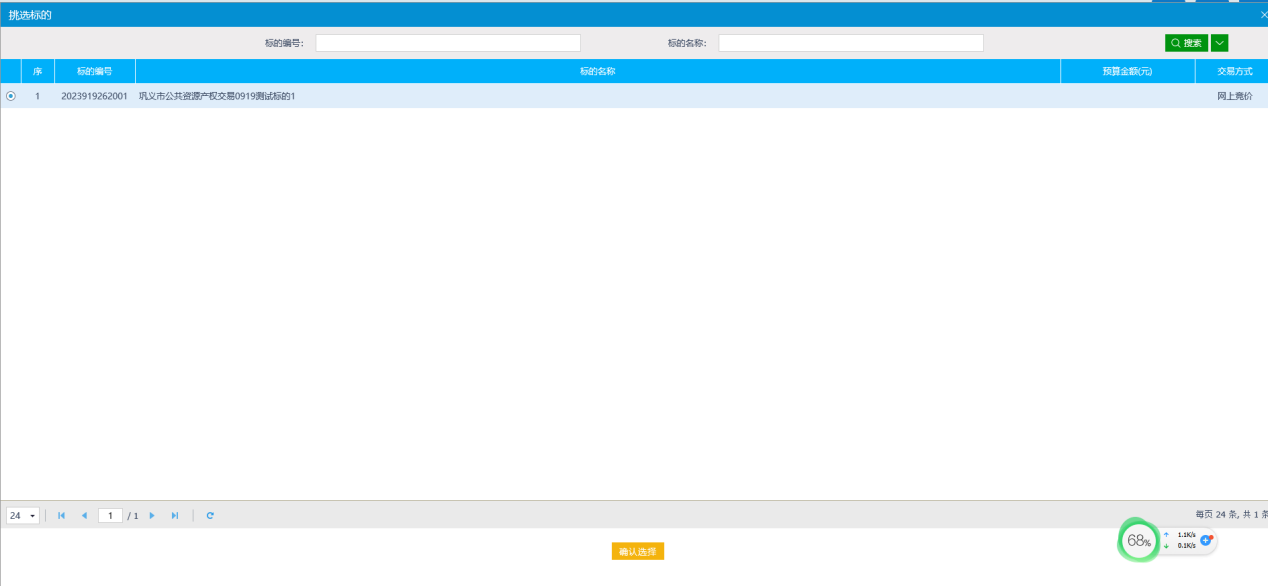 挑选标的
标的编号: 标的名称: 搜索
序 标的编号 标的名称 预算金额(元) 交易方式
1 2023919262001 巩义市公共资源产权交易0919测试标的1 网上竞价
24 1 / 1 每页 24 条, 共 1 条
68% 1.1K/s
0.1K/s
确认选择